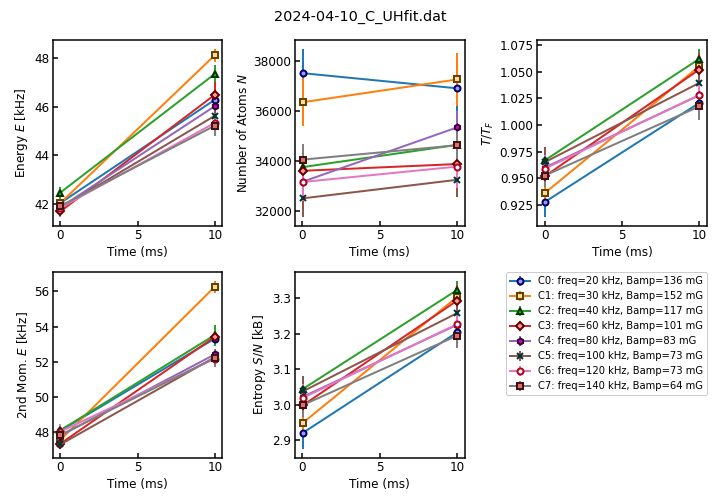 2024-04-10_C_UHfit.dat
Energy E [kHz]
48
46
44
42
0 5 10
Time (ms)
Number of Atoms N
38000
36000
34000
32000
0 5 10
Time (ms)
T/T_F
1.075
1.050
1.025
1.000
0.975
0.950
0.925
0 5 10
Time (ms)
2nd Mom. E [kHz]
56
54
52
50
48
0 5 10
Time (ms)
Entropy S/N [kB]
3.3
3.2
3.1
3.0
2.9
0 5 10
Time (ms)
C0: freq=20 kHz, Bamp=136 mG
C1: freq=30 kHz, Bamp=152 mG
C2: freq=40 kHz, Bamp=117 mG
C3: freq=60 kHz, Bamp=101 mG
C4: freq=80 kHz, Bamp=83 mG
C5: freq=100 kHz, Bamp=73 mG
C6: freq=120 kHz, Bamp=73 mG
C7: freq=140 kHz, Bamp=64 mG